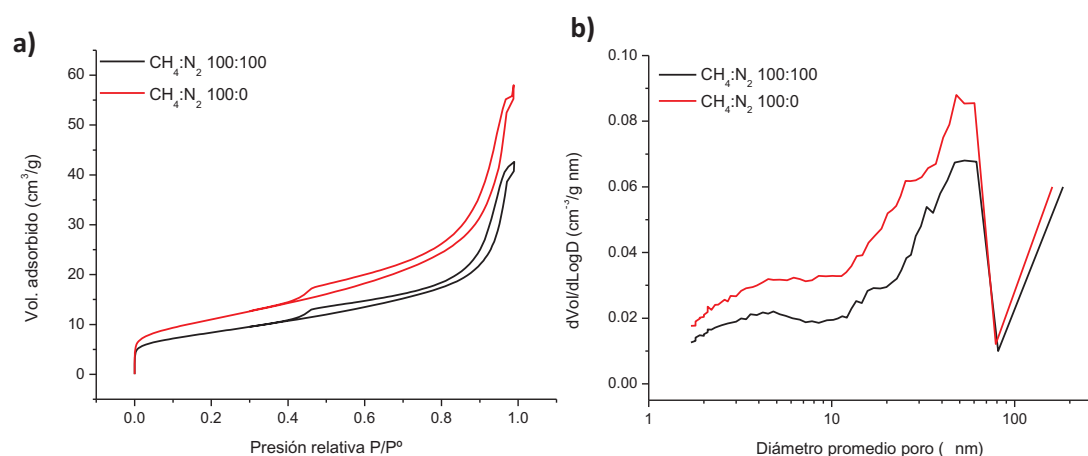 a)
CH₄:N₂ 100:100
CH₄:N₂ 100:0
60
50
40
30
20
10
0
Vol. adsorbido (cm³/g)
0.0 0.2 0.4 0.6 0.8 1.0
Presión relativa P/Pº
b)
CH₄:N₂ 100:100
CH₄:N₂ 100:0
0.10
0.08
0.06
0.04
0.02
0.00
dVol/dLogD (cm⁻³/g nm)
1 10 100
Diámetro promedio poro ( nm)